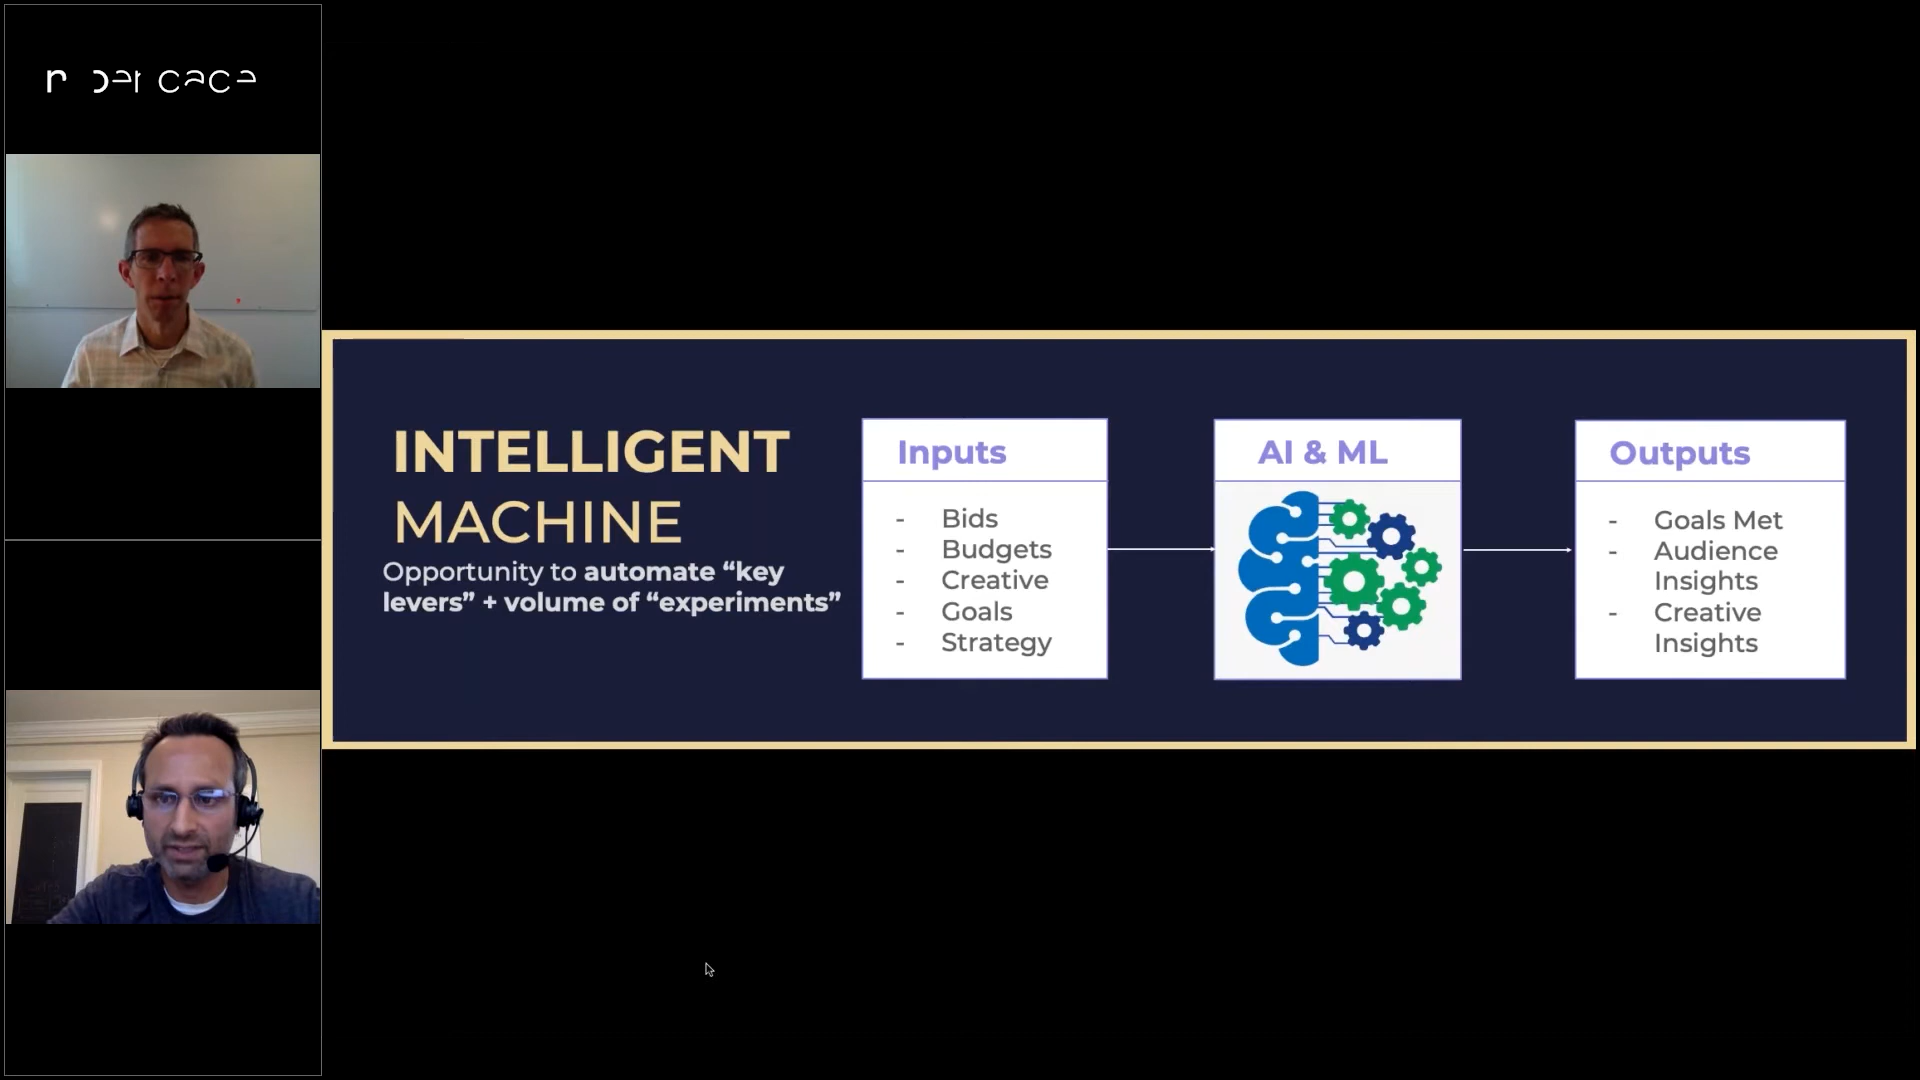 INTELLIGENT
MACHINE
Opportunity to automate “key
levers” + volume of “experiments”
Inputs
- Bids
- Budgets
- Creative
- Goals
- Strategy
AI & ML
Outputs
- Goals Met
- Audience
Insights
- Creative
Insights